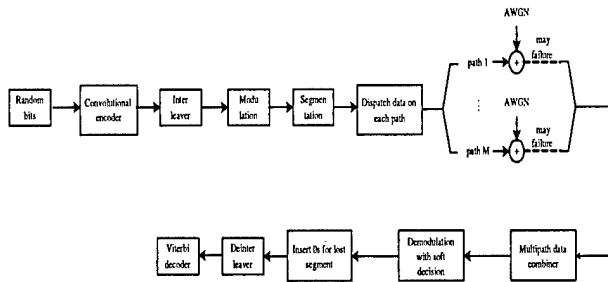 AWGN
may
failure
path 1
Random
bits
Convolutional
encoder
Inter
leaver
Modu
lation
Segmen
tation
Dispatch data on
each path
AWGN
may
failure
path M
Viterbi
decoder
Deinter
leaver
Insert 0s for lost
segment
Demodulation
with soft
decision
Multipath data
combiner